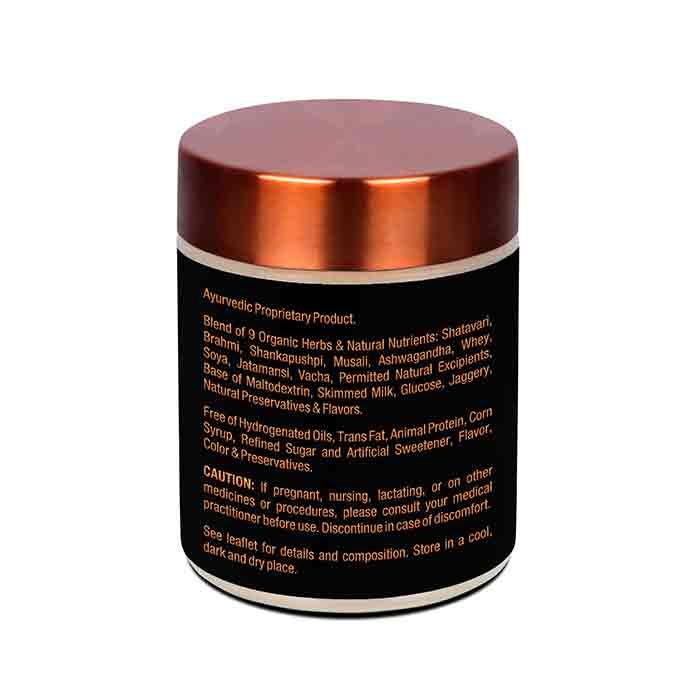 Ayurvedic Proprietary Product.
Blend of 9 Organic Herbs & Natural Nutrients: Shatavari,
Brahmi, Shankapushpi, Musali, Ashwagandha, Whey,
Soya, Jatamansi, Vacha, Permitted Natural Excipients,
Base of Maltodextrin, Skimmed Milk, Glucose, Jaggery,
Natural Preservatives & Flavors.
Free of Hydrogenated Oils, Trans Fat, Animal Protein, Corn
Syrup, Refined Sugar and Artificial Sweetener, Flavor,
Color & Preservatives.
CAUTION: If pregnant, nursing, lactating, or on other
medicines or procedures, please consult your medical
practitioner before use. Discontinue in case of discomfort.
See leaflet for details and composition. Store in a cool,
dark and dry place.